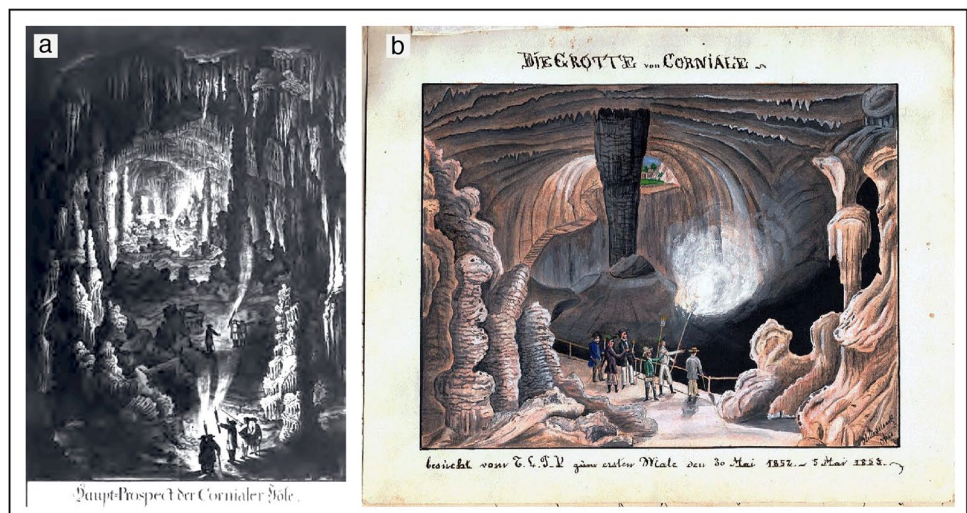 a
Haupt=Prospect der Cornialer Höle.
b
DIE GROTTE von CORNIALE
besucht vom T. L. T. V zum ersten Male den 30 Mai 1852. – 5 Mai 1858.